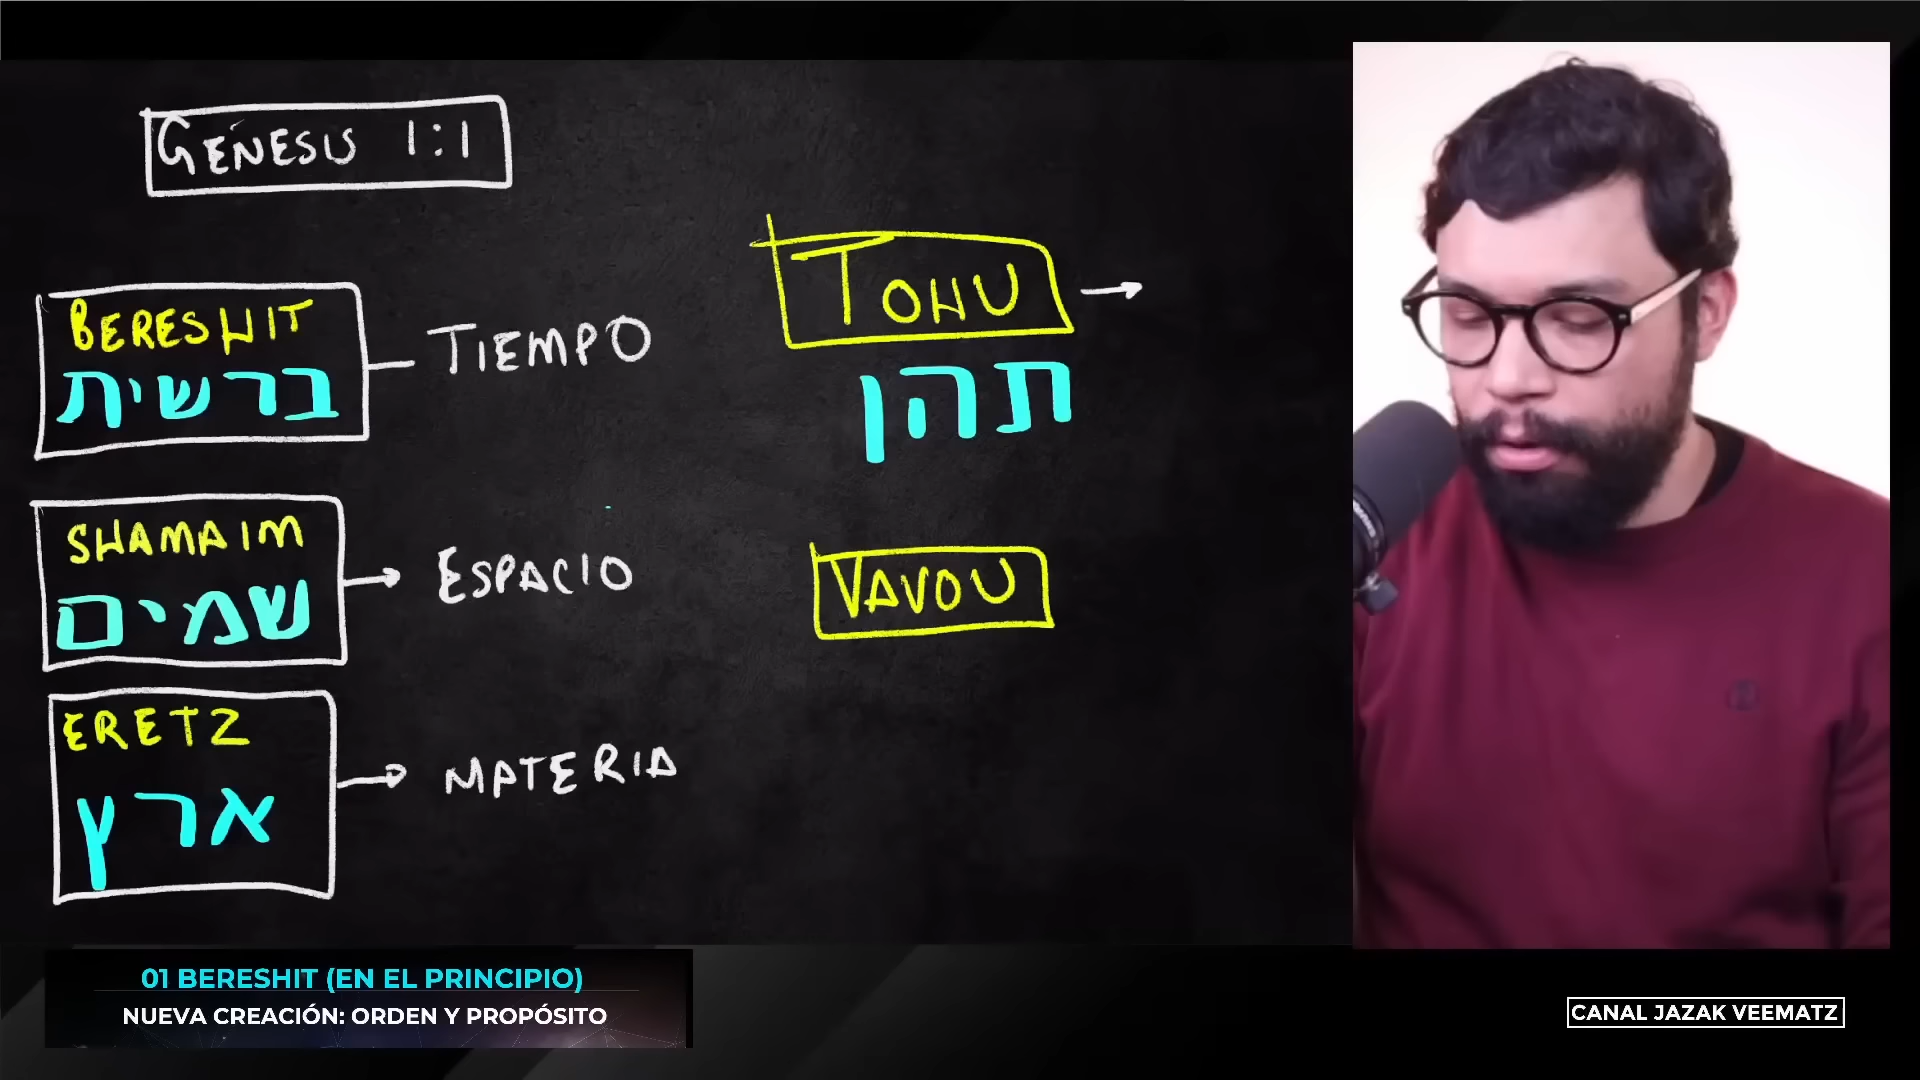 GÉNESIS 1:1
BERESHIT
ברשית
TIEMPO
SHAMAIM
שמים
ESPACIO
ERETZ
ארץ
MATERIA
TOHU
תהן
VAVOU
01 BERESHIT (EN EL PRINCIPIO)
NUEVA CREACIÓN: ORDEN Y PROPÓSITO
CANAL JAZAK VEEMATZ